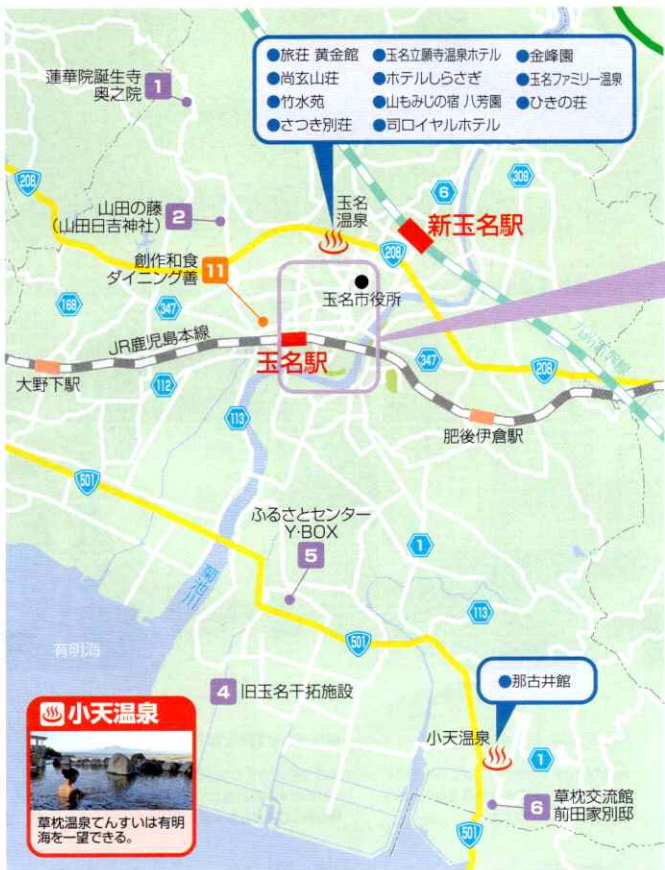 ●旅荘 黄金館
●玉名立願寺温泉ホテル
●金峰園
●尚玄山荘
●ホテルしらさぎ
●玉名ファミリー温泉
●竹水苑
●山もみじの宿 八芳園
●ひきの荘
●さつき別荘
●司ロイヤルホテル
蓮華院誕生寺
奥之院
1
208
山田の藤
(山田日吉神社)
2
玉名
温泉
6
309
新玉名駅
208
創作和食
ダイニング善
11
玉名市役所
168
347
JR鹿児島本線
玉名駅
347
208
大野下駅
112
113
肥後伊倉駅
501
ふるさとセンター
Y・BOX
5
1
113
501
有明海
4
旧玉名干拓施設
●那古井館
小天温泉
1
6
草枕交流館
前田家別邸
501
小天温泉
草枕温泉てんすいは有明
海を一望できる。